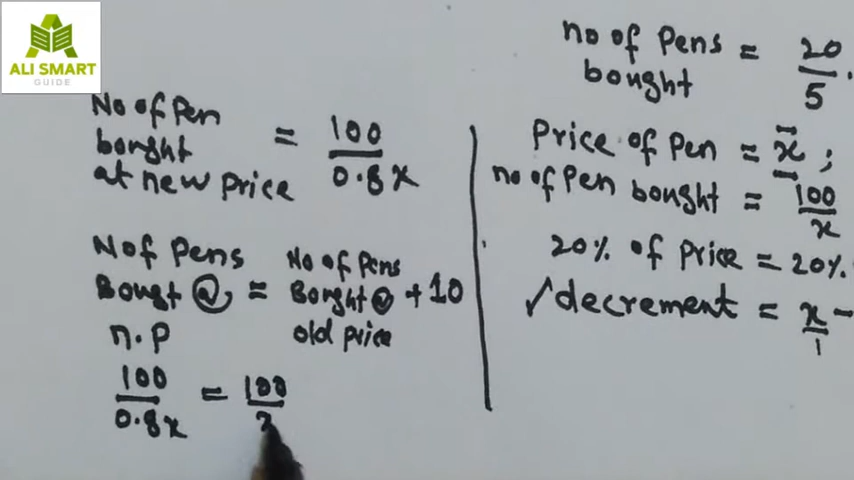 ALI SMART
GUIDE
No of Pen
bought
at new price
= 100
0.8x
N of Pens
Bougt @
n.p
= No of Pens
Bought @ + 10
old price
100 = 100
0.8x
no of Pens = 20
bought 5
Price of Pen = x ;
no of Pen bought = 100
x
20% of Price = 20%
✓ decrement = x -
1